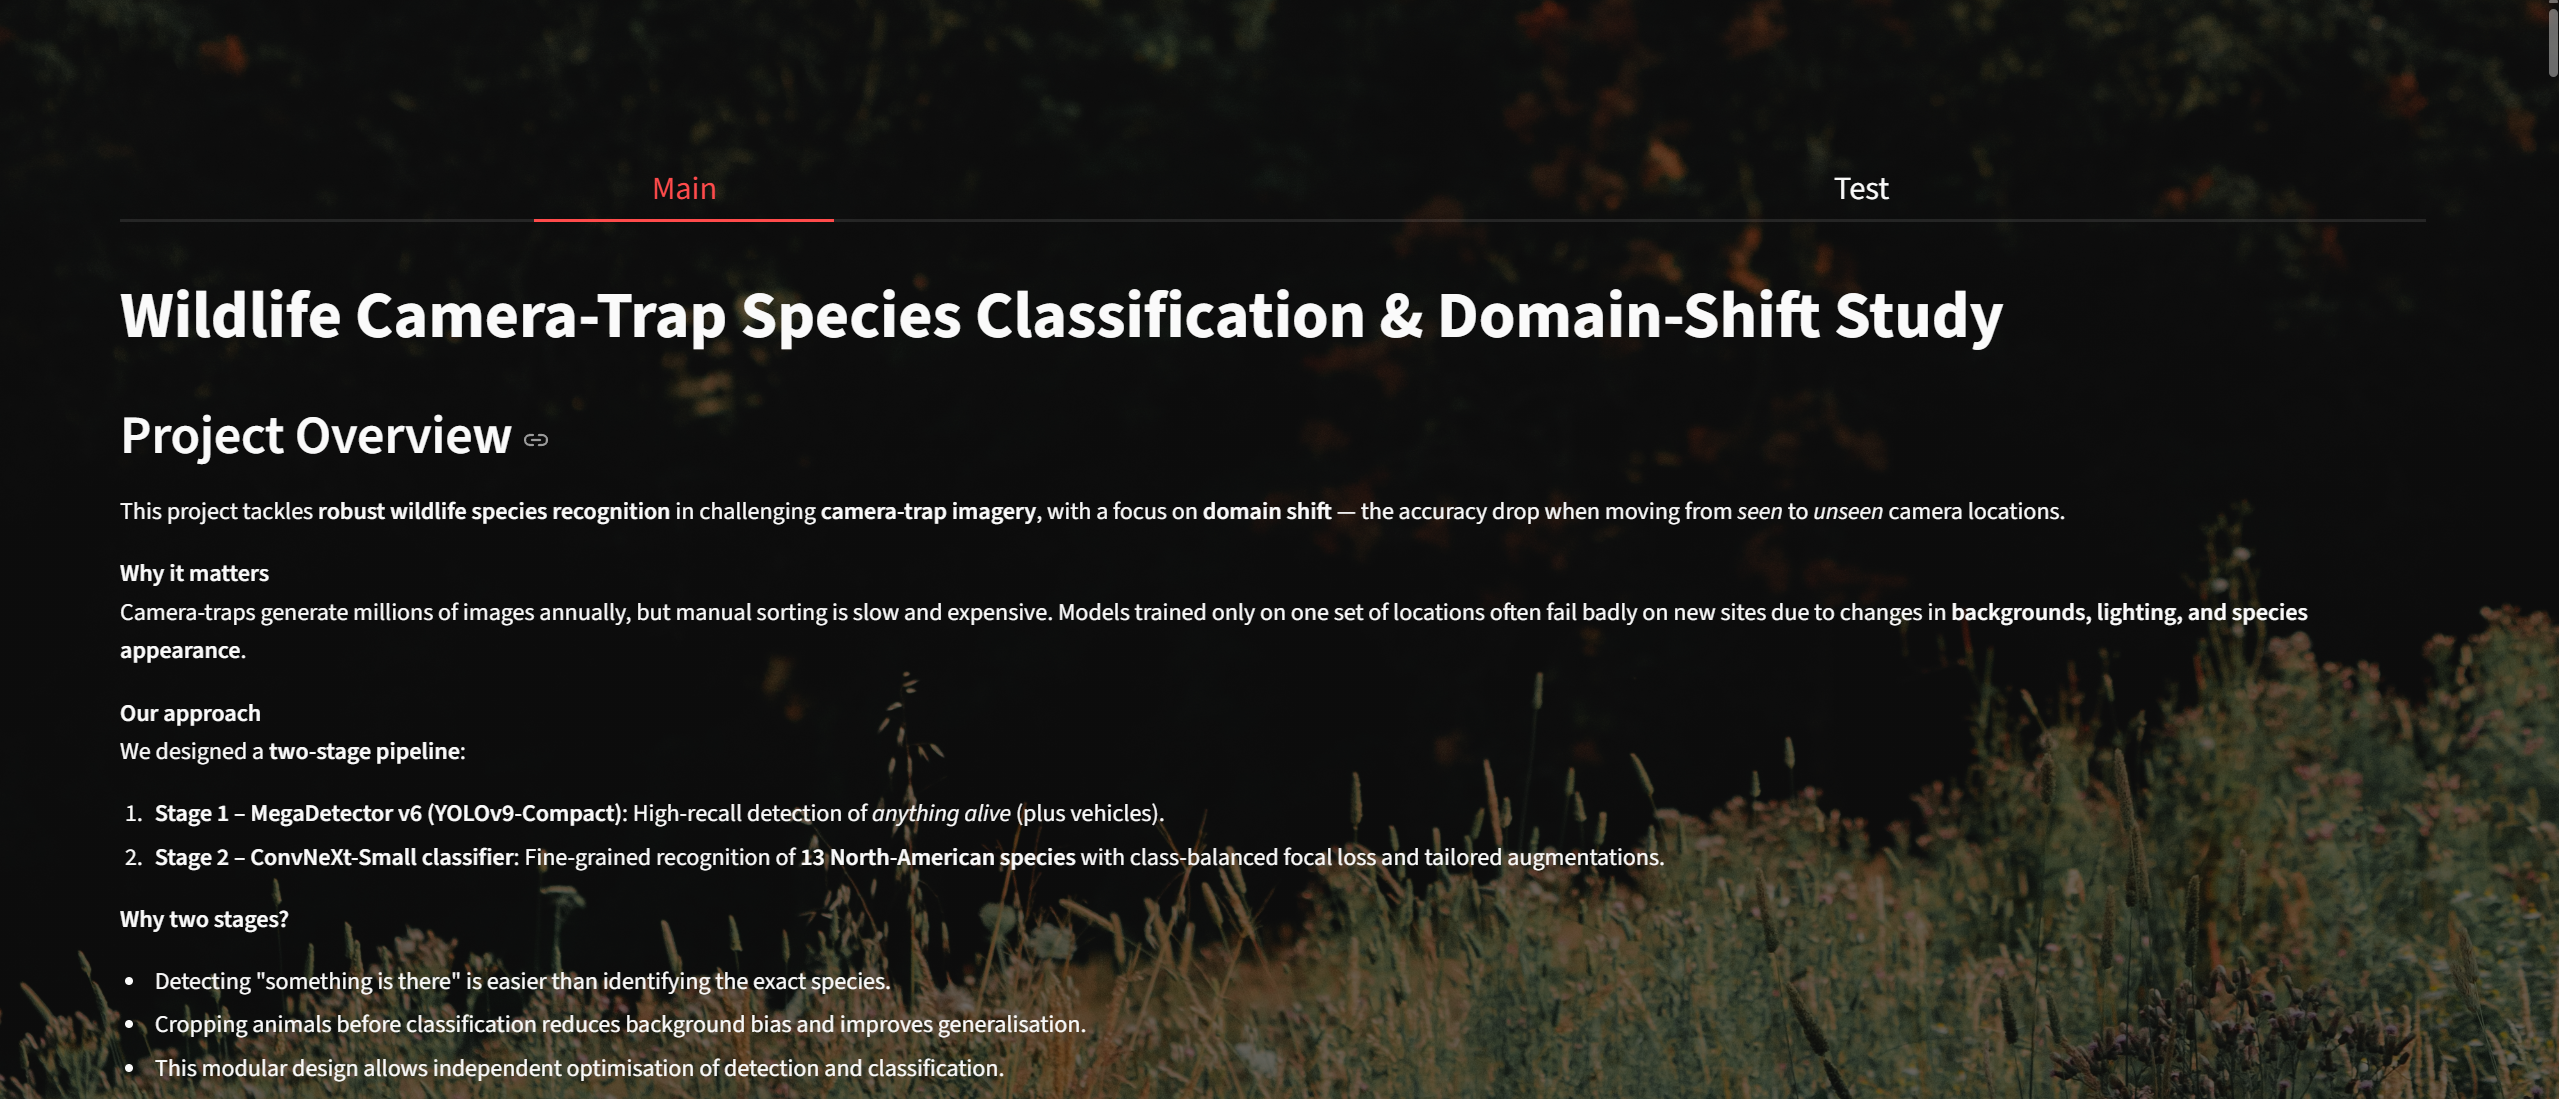 Main
Test
Wildlife Camera-Trap Species Classification & Domain-Shift Study
Project Overview
This project tackles robust wildlife species recognition in challenging camera-trap imagery, with a focus on domain shift — the accuracy drop when moving from seen to unseen camera locations.
Why it matters
Camera-traps generate millions of images annually, but manual sorting is slow and expensive. Models trained only on one set of locations often fail badly on new sites due to changes in backgrounds, lighting, and species
appearance.
Our approach
We designed a two-stage pipeline:
1. Stage 1 – MegaDetector v6 (YOLOv9-Compact): High-recall detection of anything alive (plus vehicles).
2. Stage 2 – ConvNeXt-Small classifier: Fine-grained recognition of 13 North-American species with class-balanced focal loss and tailored augmentations.
Why two stages?
• Detecting "something is there" is easier than identifying the exact species.
• Cropping animals before classification reduces background bias and improves generalisation.
• This modular design allows independent optimisation of detection and classification.